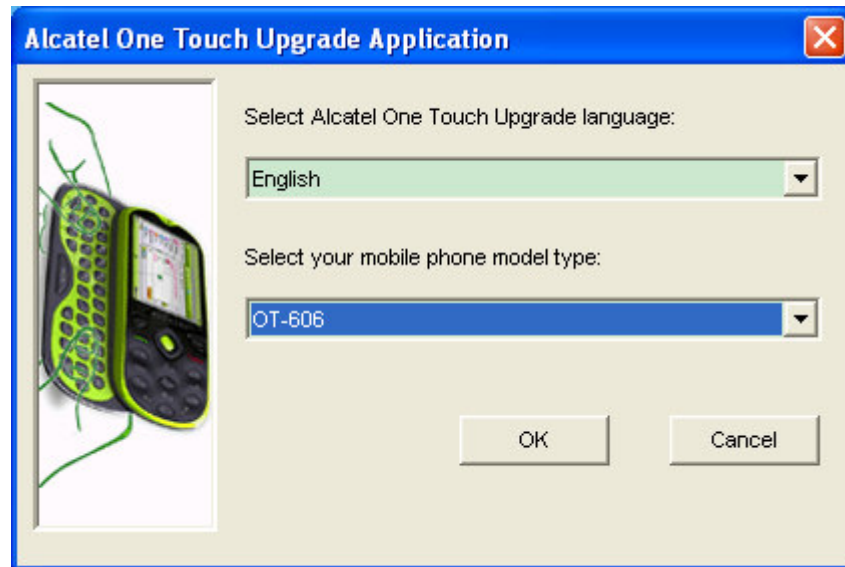 Alcatel One Touch Upgrade Application
Select Alcatel One Touch Upgrade language:
English
Select your mobile phone model type:
OT-606
OK
Cancel